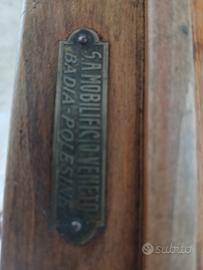 S.A. MOBILIFICIO VENETO
BADIA-POLESINE
subito